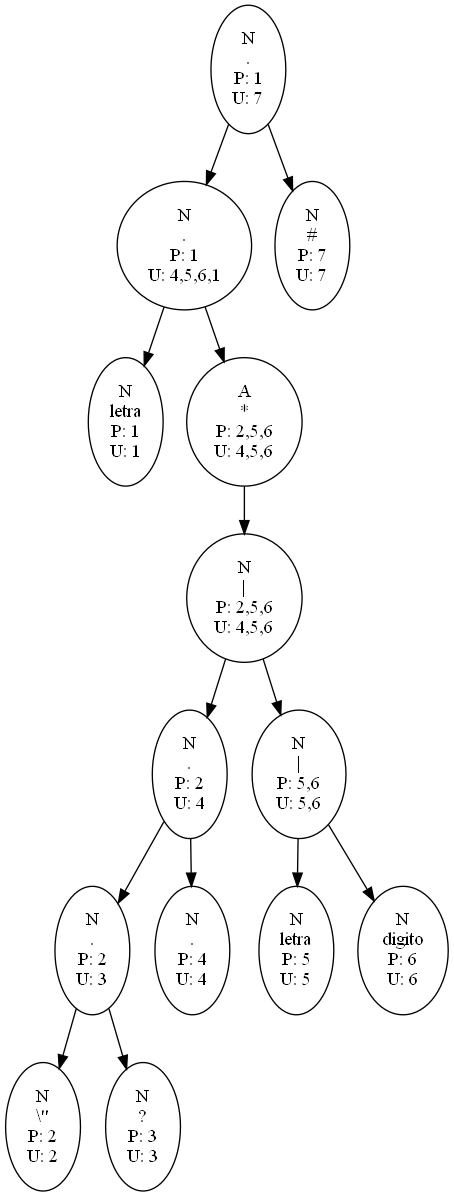 N
.
P: 1
U: 7
N
.
P: 1
U: 4,5,6,1
N
#
P: 7
U: 7
N
letra
P: 1
U: 1
A
*
P: 2,5,6
U: 4,5,6
N
|
P: 2,5,6
U: 4,5,6
N
.
P: 2
U: 4
N
|
P: 5,6
U: 5,6
N
.
P: 2
U: 3
N
.
P: 4
U: 4
N
letra
P: 5
U: 5
N
digito
P: 6
U: 6
N
\"
P: 2
U: 2
N
?
P: 3
U: 3